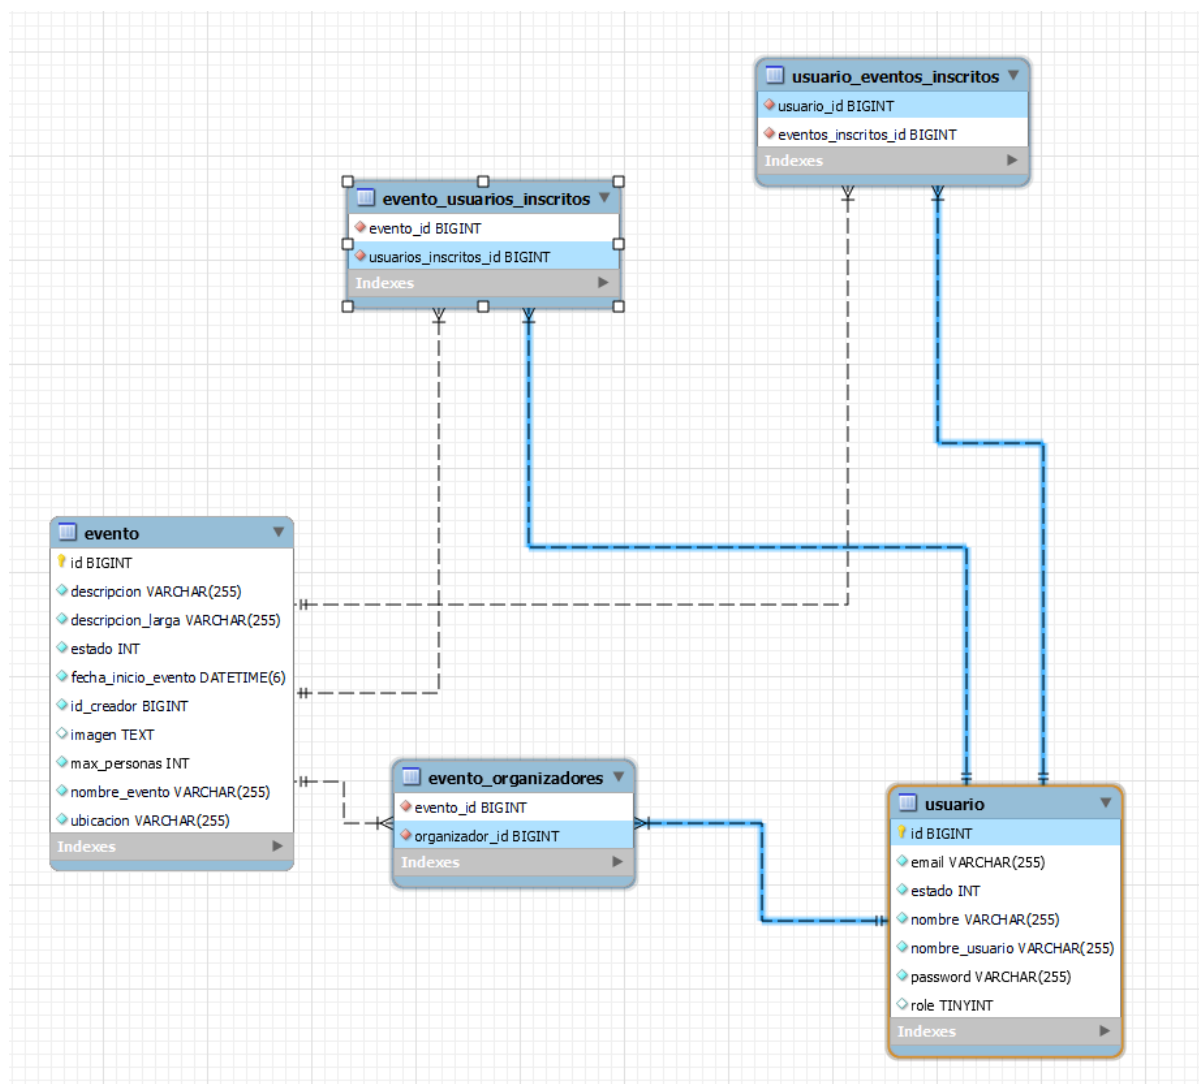 usuario_eventos_inscritos
usuario_id BIGINT
eventos_inscritos_id BIGINT
Indexes
evento_usuarios_inscritos
evento_id BIGINT
usuarios_inscritos_id BIGINT
Indexes
evento
id BIGINT
descripcion VARCHAR(255)
descripcion_larga VARCHAR(255)
estado INT
fecha_inicio_evento DATETIME(6)
id_creador BIGINT
imagen TEXT
max_personas INT
nombre_evento VARCHAR(255)
ubicacion VARCHAR(255)
Indexes
evento_organizadores
evento_id BIGINT
organizador_id BIGINT
Indexes
usuario
id BIGINT
email VARCHAR(255)
estado INT
nombre VARCHAR(255)
nombre_usuario VARCHAR(255)
password VARCHAR(255)
role TINYINT
Indexes